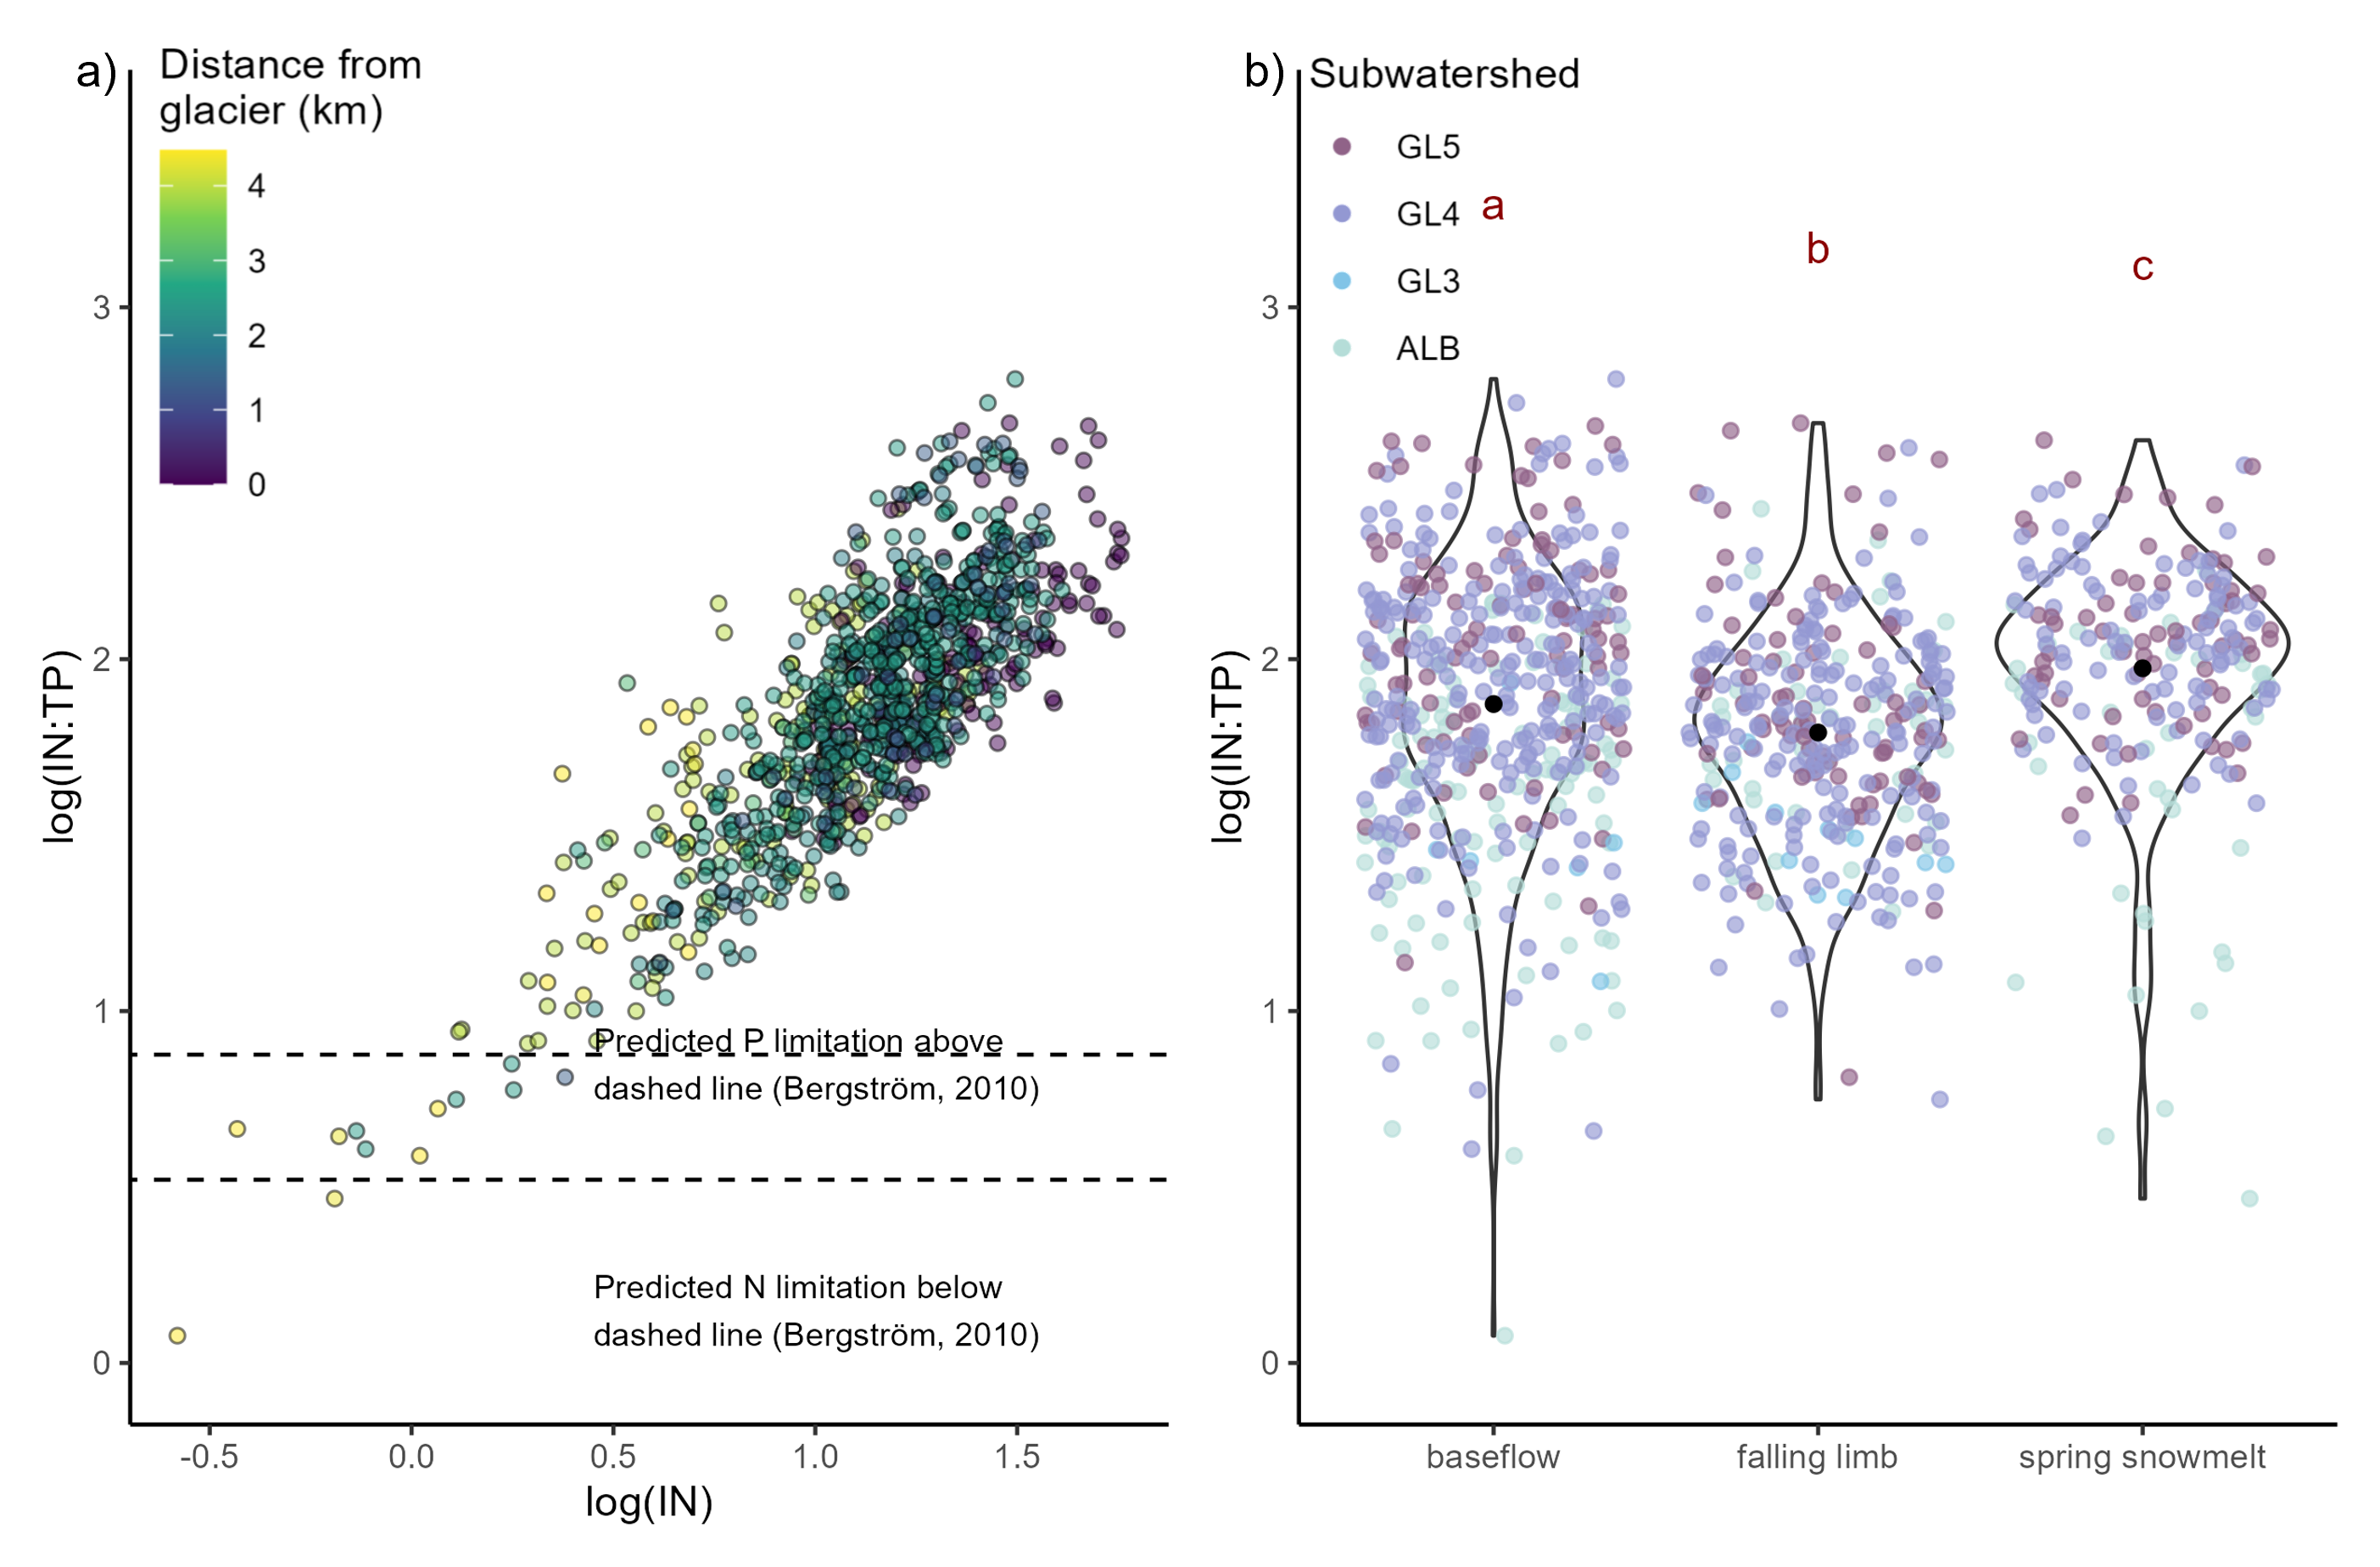 a)
Distance from
glacier (km)
4
3
2
1
0
3
2
1
0
log(IN:TP)
Predicted P limitation above
dashed line (Bergström, 2010)
Predicted N limitation below
dashed line (Bergström, 2010)
-0.5 0.0 0.5 1.0 1.5
log(IN)
b)
Subwatershed
GL5
GL4
GL3
ALB
a
b
c
3
2
1
0
log(IN:TP)
baseflow falling limb spring snowmelt